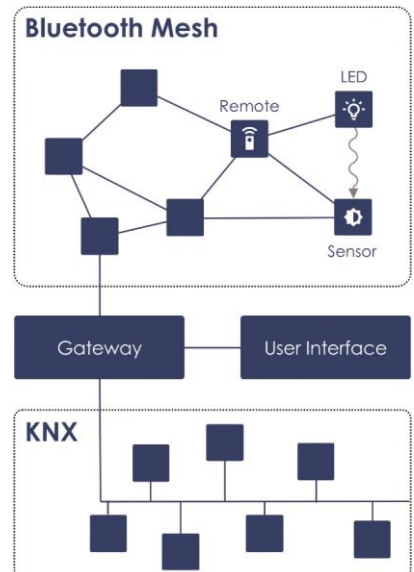 Bluetooth Mesh
LED
Remote
Sensor
Gateway
User Interface
KNX